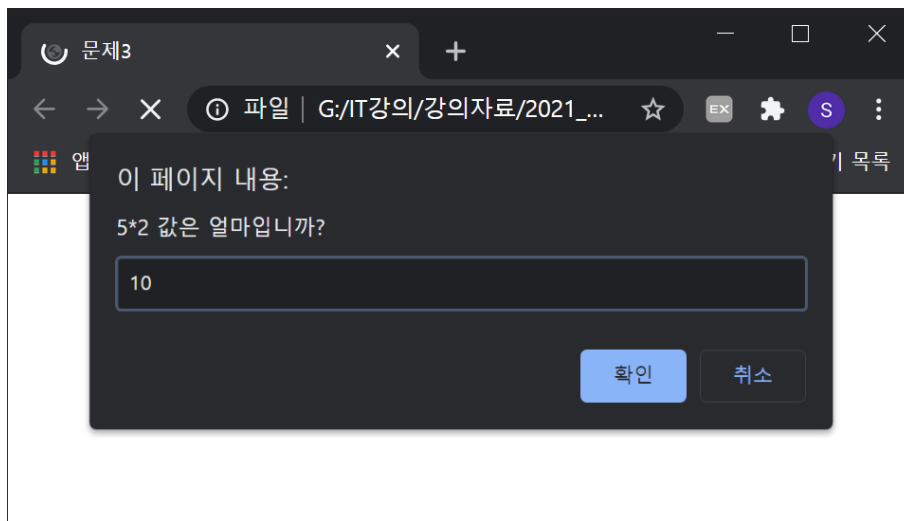 문제3
파일 G:/IT강의/강의자료/2021_...
EX
S
앱
기 목록
이 페이지 내용:
5*2 값은 얼마입니까?
10
확인 취소